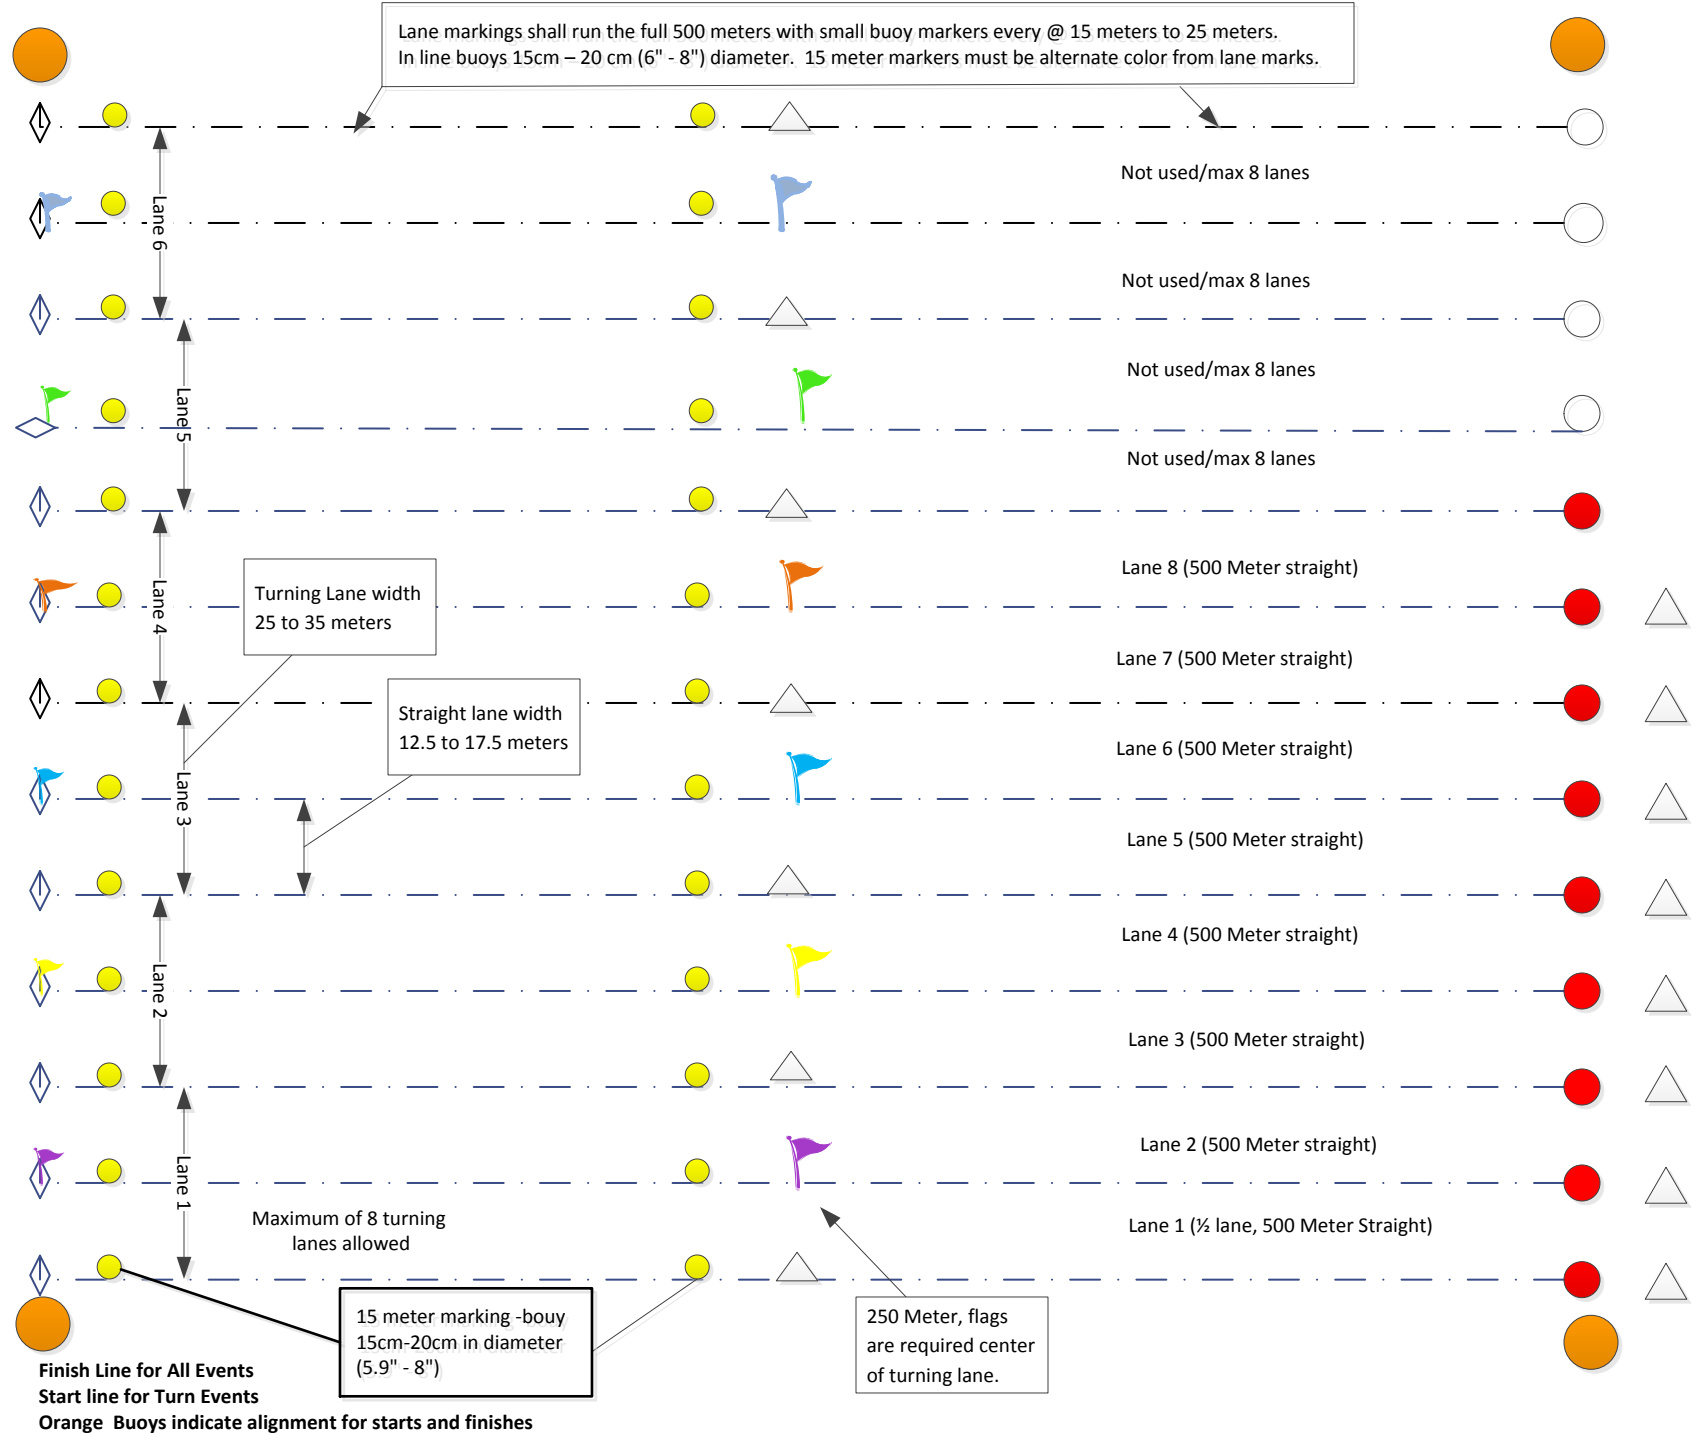 Lane markings shall run the full 500 meters with small buoy markers every @ 15 meters to 25 meters.
In line buoys 15cm – 20 cm (6" - 8") diameter.  15 meter markers must be alternate color from lane marks.
Not used/max 8 lanes
Lane 6
Not used/max 8 lanes
Not used/max 8 lanes
Lane 5
Not used/max 8 lanes
Lane 8 (500 Meter straight)
Turning Lane width
25 to 35 meters
Lane 4
Lane 7 (500 Meter straight)
Straight lane width
12.5 to 17.5 meters
Lane 6 (500 Meter straight)
Lane 3
Lane 5 (500 Meter straight)
Lane 4 (500 Meter straight)
Lane 2
Lane 3 (500 Meter straight)
Lane 2 (500 Meter straight)
Lane 1
Maximum of 8 turning
lanes allowed
Lane 1 (½ lane, 500 Meter Straight)
15 meter marking -bouy
15cm-20cm in diameter
(5.9" - 8")
250 Meter, flags
are required center
of turning lane.
Finish Line for All Events
Start line for Turn Events
Orange  Buoys indicate alignment for starts and finishes